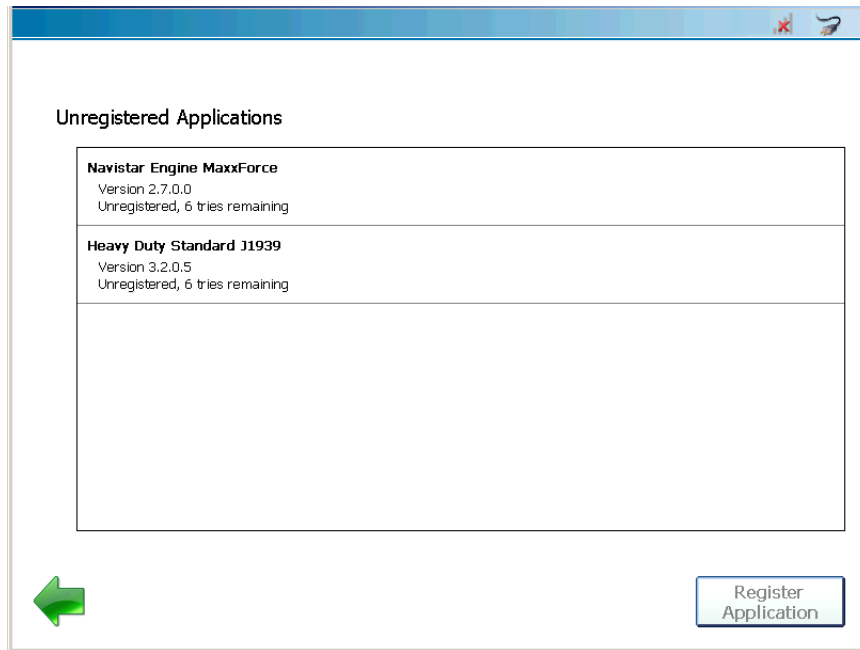 Unregistered Applications
Navistar Engine MaxxForce
Version 2.7.0.0
Unregistered, 6 tries remaining
Heavy Duty Standard J1939
Version 3.2.0.5
Unregistered, 6 tries remaining
Register
Application